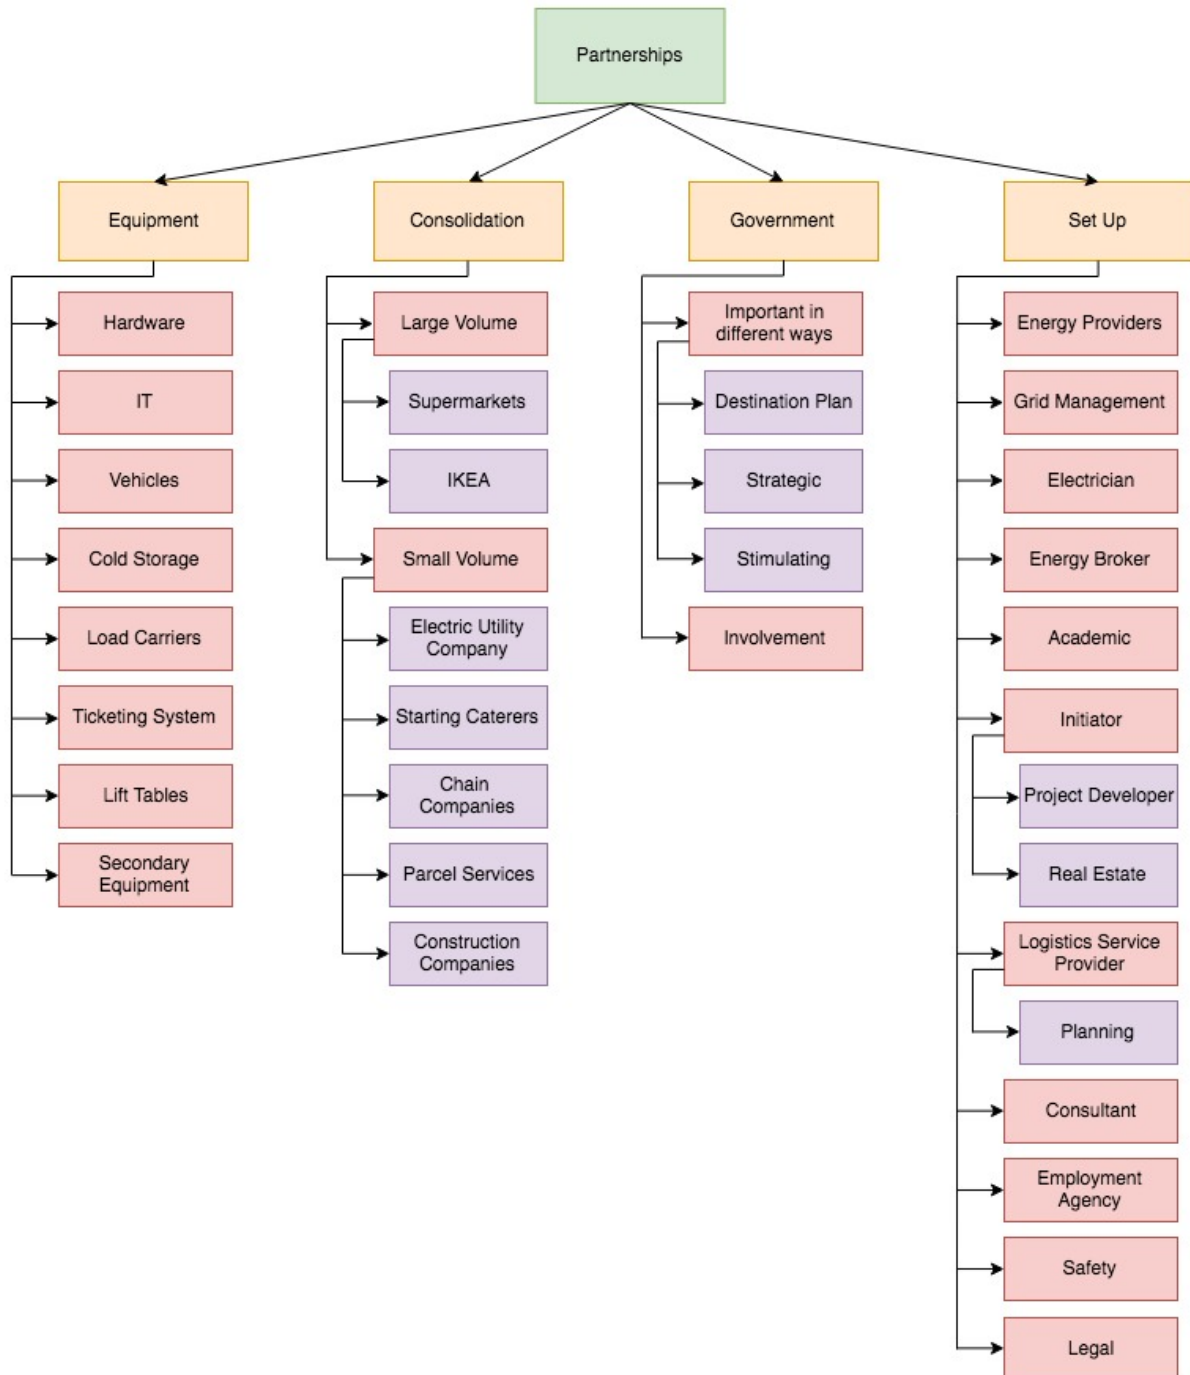 Partnerships
Equipment
Consolidation
Government
Set Up
Hardware
IT
Vehicles
Cold Storage
Load Carriers
Ticketing System
Lift Tables
Secondary
Equipment
Large Volume
Supermarkets
IKEA
Small Volume
Electric Utility
Company
Starting Caterers
Chain
Companies
Parcel Services
Construction
Companies
Important in
different ways
Destination Plan
Strategic
Stimulating
Involvement
Energy Providers
Grid Management
Electrician
Energy Broker
Academic
Initiator
Project Developer
Real Estate
Logistics Service
Provider
Planning
Consultant
Employment
Agency
Safety
Legal